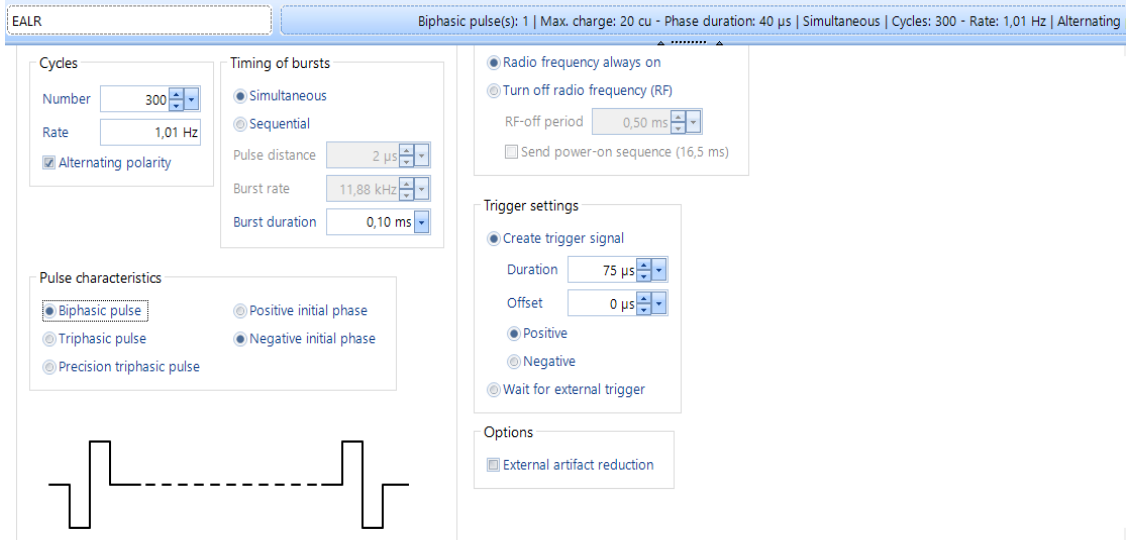 EALR
Biphasic pulse(s): 1 | Max. charge: 20 cu - Phase duration: 40 µs | Simultaneous | Cycles: 300 - Rate: 1,01 Hz | Alternating
Cycles
Number 300
Rate 1,01 Hz
Alternating polarity
Timing of bursts
Simultaneous
Sequential
Pulse distance 2 µs
Burst rate 11,88 kHz
Burst duration 0,10 ms
Pulse characteristics
Biphasic pulse
Positive initial phase
Triphasic pulse
Negative initial phase
Precision triphasic pulse
Radio frequency always on
Turn off radio frequency (RF)
RF-off period 0,50 ms
Send power-on sequence (16,5 ms)
Trigger settings
Create trigger signal
Duration 75 µs
Offset 0 µs
Positive
Negative
Wait for external trigger
Options
External artifact reduction